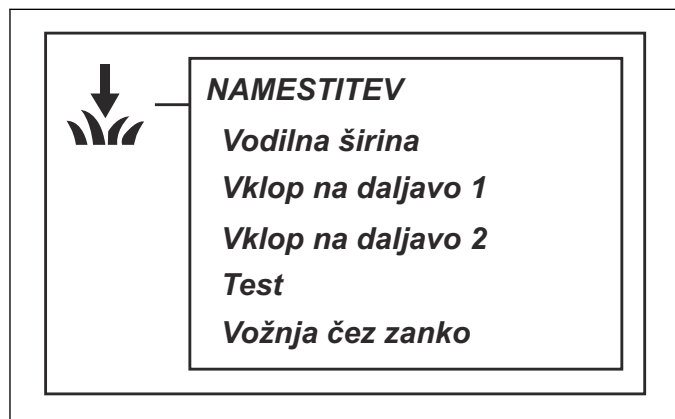 NAMESTITEV
Vodilna širina
Vklop na daljavo 1
Vklop na daljavo 2
Test
Vožnja čez zanko